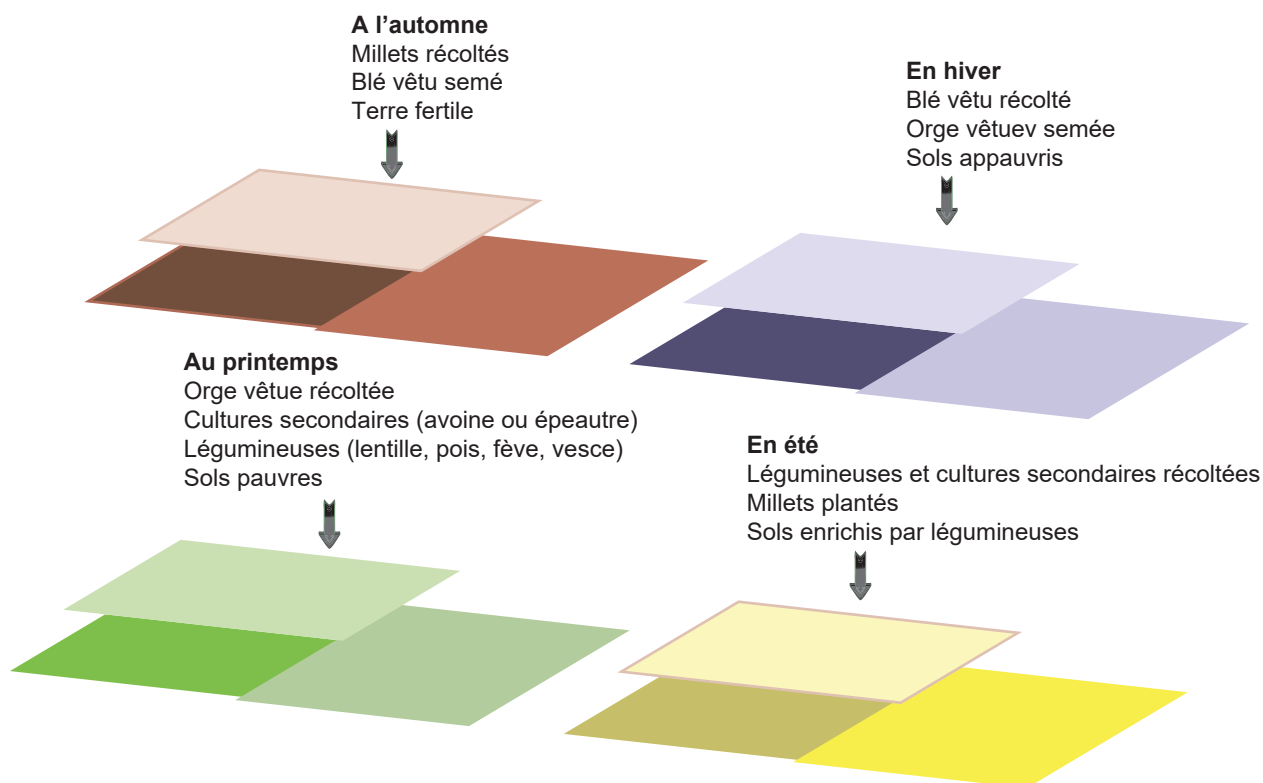 A l’automne
Millets récoltés
Blé vêtu semé
Terre fertile
En hiver
Blé vêtu récolté
Orge vêtuev semée
Sols appauvris
Au printemps
Orge vêtue récoltée
Cultures secondaires (avoine ou épeautre)
Légumineuses (lentille, pois, fève, vesce)
Sols pauvres
En été
Légumineuses et cultures secondaires récoltées
Millets plantés
Sols enrichis par légumineuses